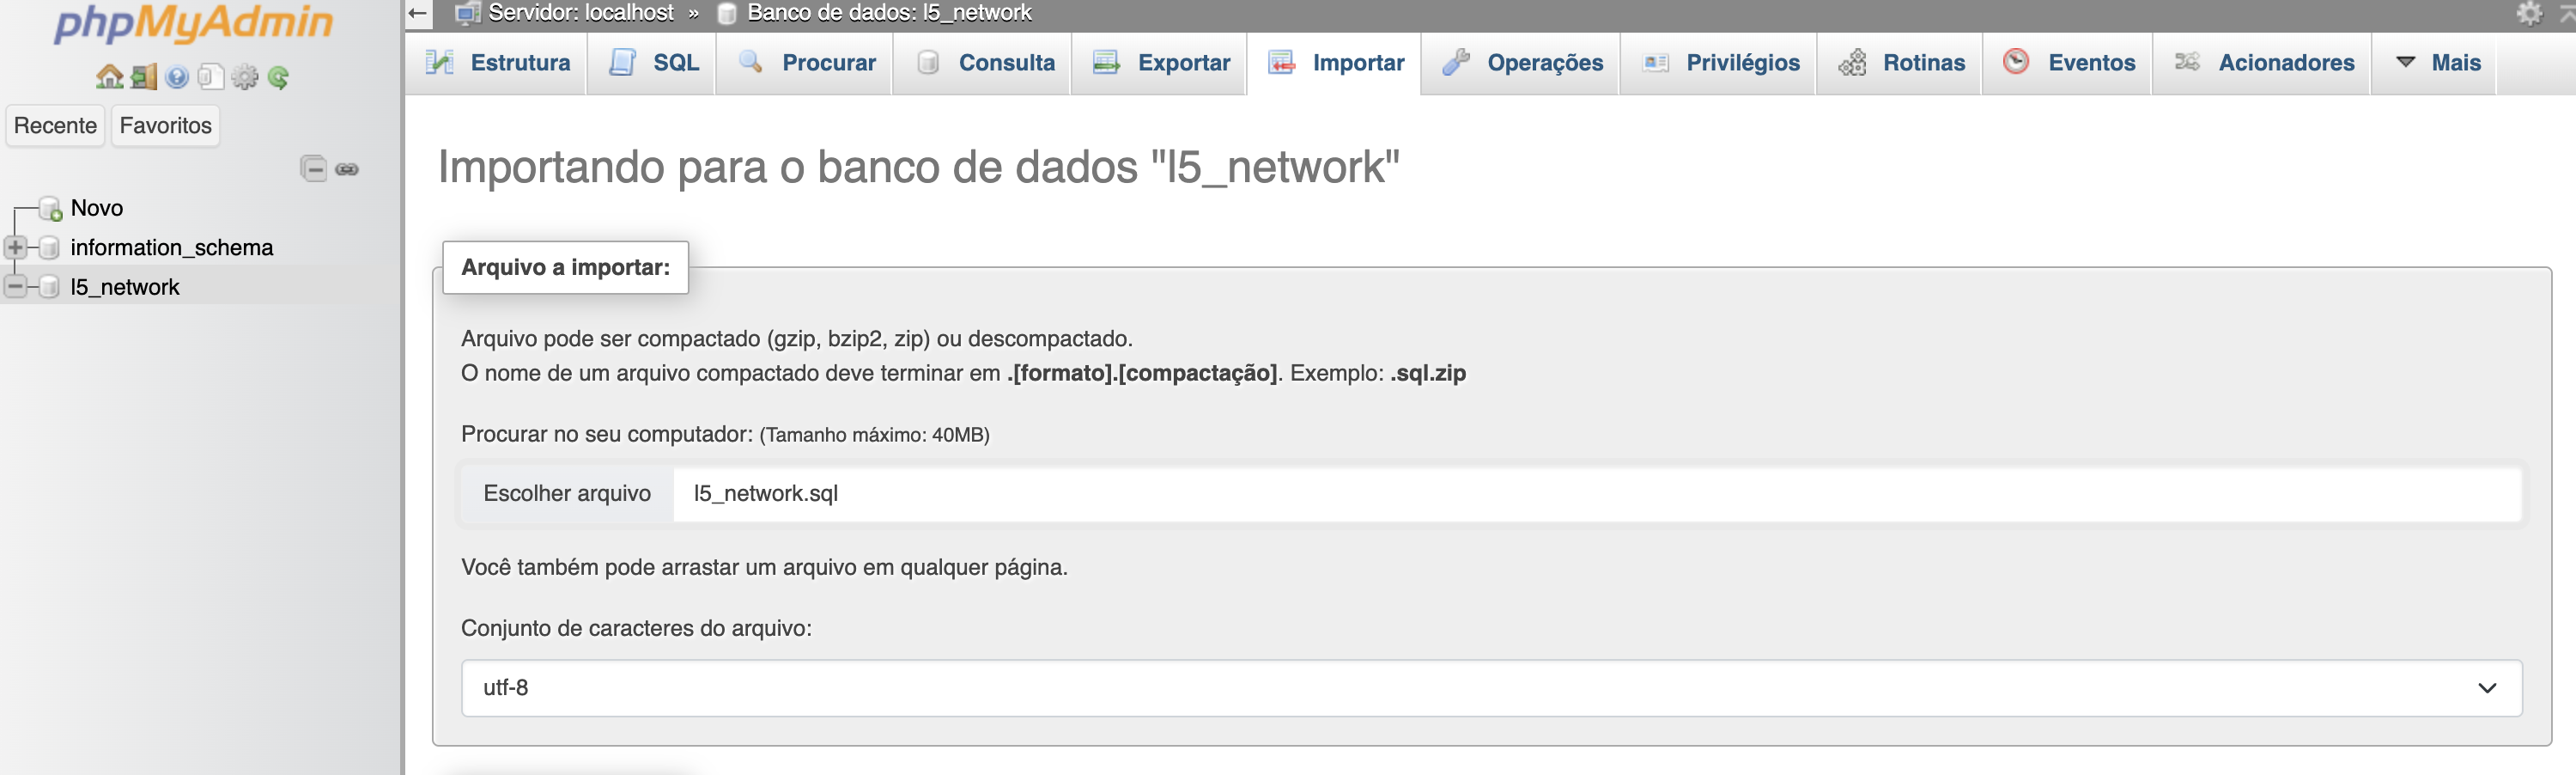 phpMyAdmin
Recente Favoritos
Novo
information_schema
l5_network
Servidor: localhost » Banco de dados: l5_network
Estrutura SQL Procurar Consulta Exportar Importar Operações Privilégios Rotinas Eventos Acionadores Mais
Importando para o banco de dados "l5_network"
Arquivo a importar:
Arquivo pode ser compactado (gzip, bzip2, zip) ou descompactado.
O nome de um arquivo compactado deve terminar em .[formato].[compactação]. Exemplo: .sql.zip
Procurar no seu computador: (Tamanho máximo: 40MB)
Escolher arquivo l5_network.sql
Você também pode arrastar um arquivo em qualquer página.
Conjunto de caracteres do arquivo:
utf-8